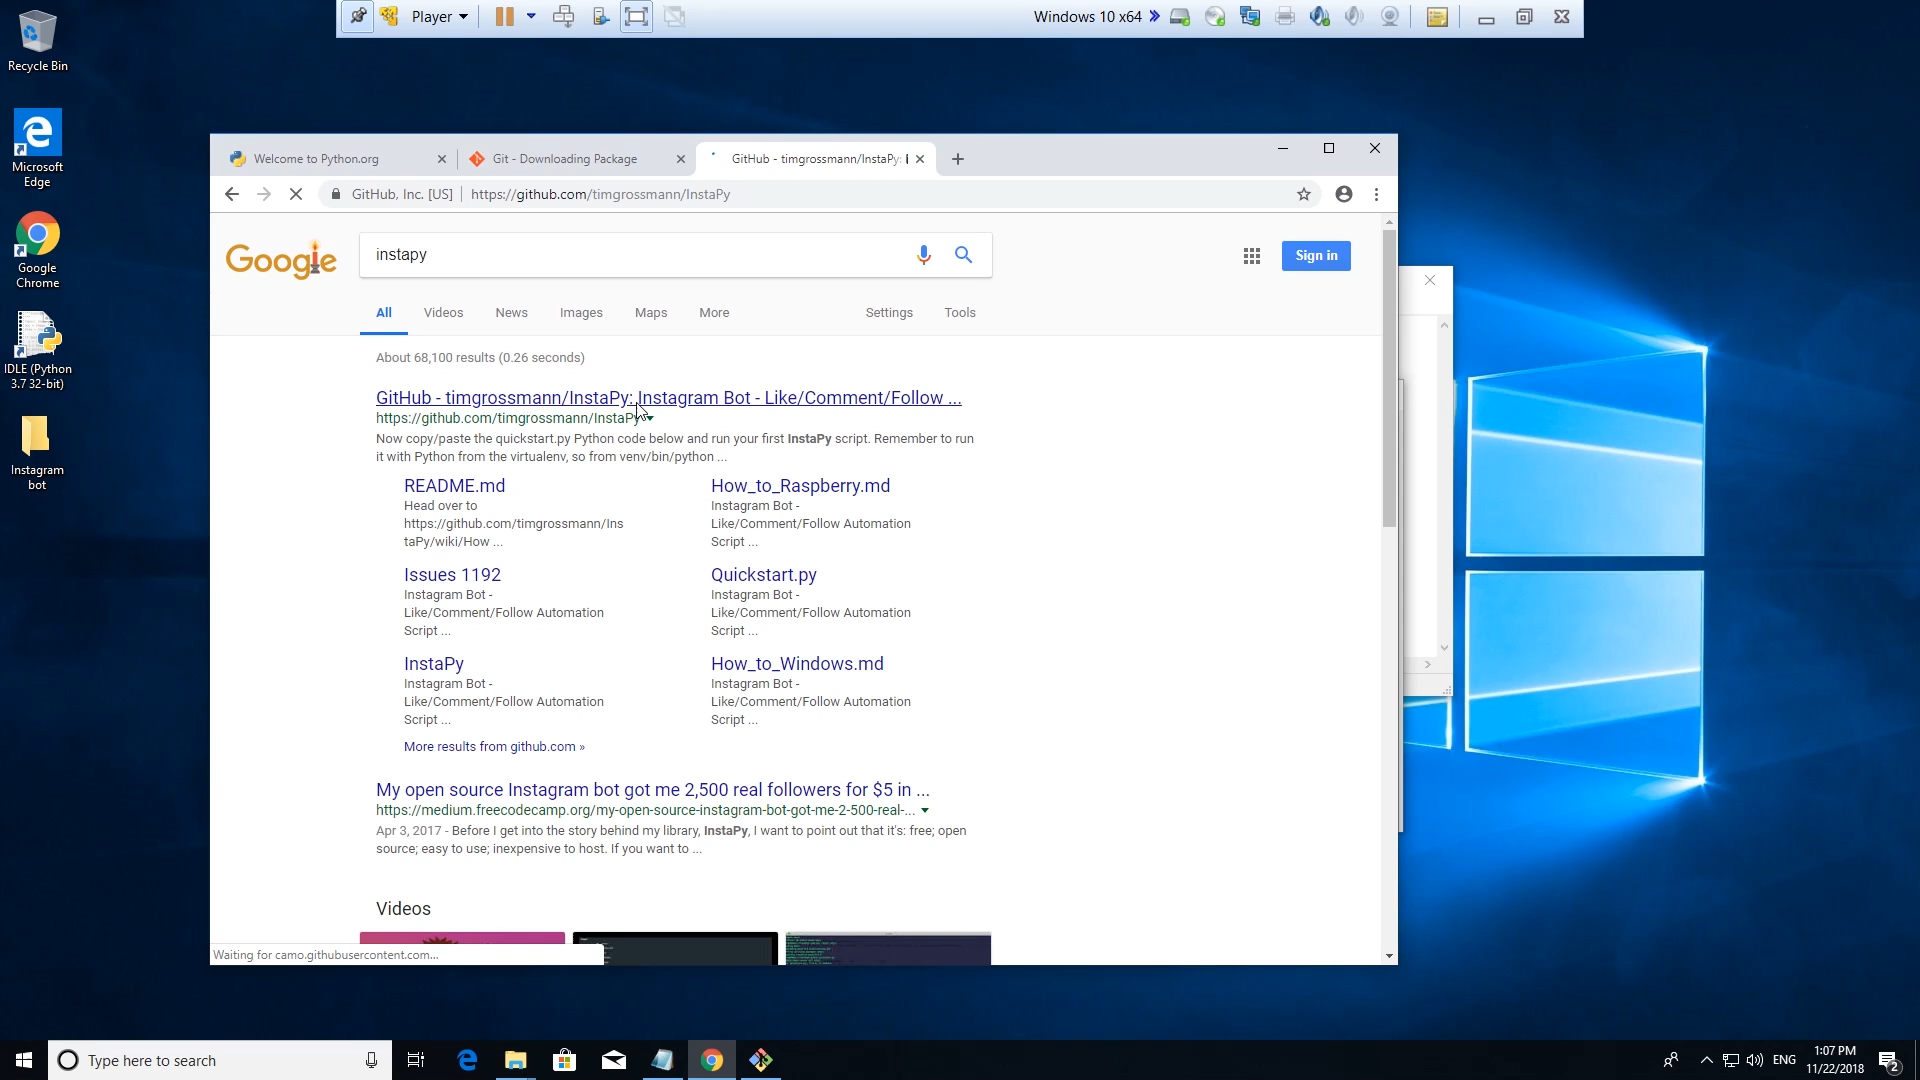 Player
Windows 10 x64
Recycle Bin
Microsoft
Edge
Google
Chrome
IDLE (Python
3.7 32-bit)
Instagram
bot
Welcome to Python.org
Git - Downloading Package
GitHub - timgrossmann/InstaPy:
GitHub, Inc. [US] https://github.com/timgrossmann/InstaPy
Google
instapy
Sign in
All Videos News Images Maps More Settings Tools
About 68,100 results (0.26 seconds)
GitHub - timgrossmann/InstaPy: Instagram Bot - Like/Comment/Follow ...
https://github.com/timgrossmann/InstaPy
Now copy/paste the quickstart.py Python code below and run your first InstaPy script. Remember to run
it with Python from the virtualenv, so from venv/bin/python ...
README.md
Head over to
https://github.com/timgrossmann/Ins
taPy/wiki/How ...
How_to_Raspberry.md
Instagram Bot -
Like/Comment/Follow Automation
Script ...
Issues 1192
Instagram Bot -
Like/Comment/Follow Automation
Script ...
Quickstart.py
Instagram Bot -
Like/Comment/Follow Automation
Script ...
InstaPy
Instagram Bot -
Like/Comment/Follow Automation
Script ...
How_to_Windows.md
Instagram Bot -
Like/Comment/Follow Automation
Script ...
More results from github.com »
My open source Instagram bot got me 2,500 real followers for $5 in ...
https://medium.freecodecamp.org/my-open-source-instagram-bot-got-me-2-500-real-...
Apr 3, 2017 - Before I get into the story behind my library, InstaPy, I want to point out that it's: free; open
source; easy to use; inexpensive to host. If you want to ...
Videos
Waiting for camo.githubusercontent.com...
Type here to search
ENG
1:07 PM
11/22/2018
2